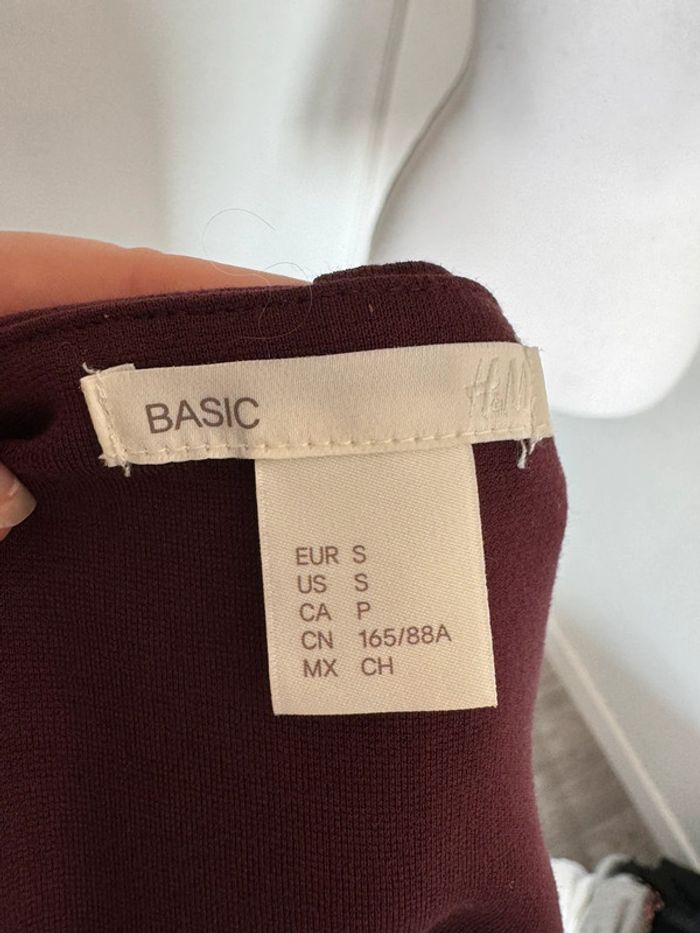 BASIC H&M
EUR S
US S
CA P
CN 165/88A
MX CH